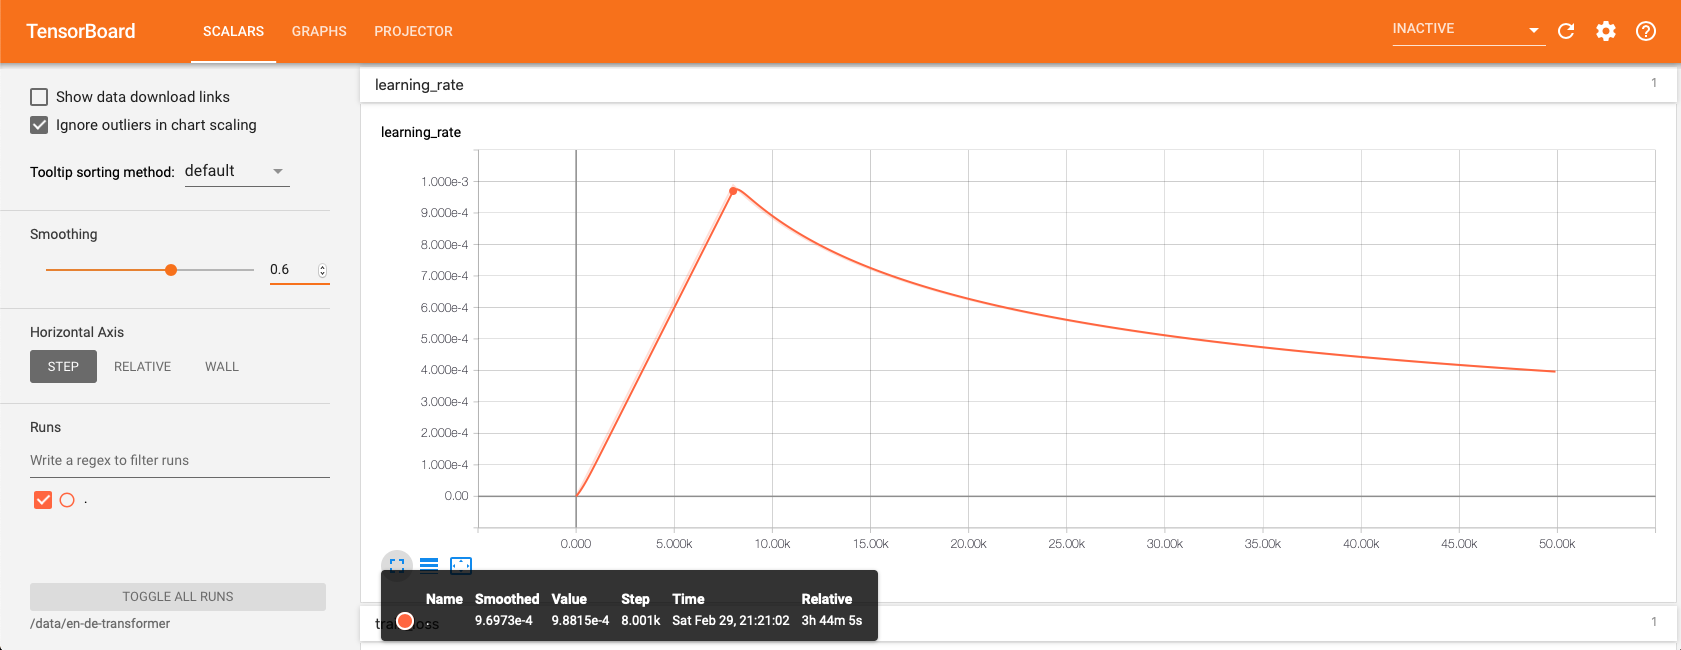 TensorBoard SCALARS GRAPHS PROJECTOR INACTIVE
Show data download links
Ignore outliers in chart scaling
Tooltip sorting method: default
Smoothing
0.6
Horizontal Axis
STEP RELATIVE WALL
Runs
Write a regex to filter runs
.
TOGGLE ALL RUNS
/data/en-de-transformer
learning_rate 1
learning_rate
1.000e-3
9.000e-4
8.000e-4
7.000e-4
6.000e-4
5.000e-4
4.000e-4
3.000e-4
2.000e-4
1.000e-4
0.00
0.000 5.000k 10.00k 15.00k 20.00k 25.00k 30.00k 35.00k 40.00k 45.00k 50.00k
Name Smoothed Value Step Time Relative
. 9.6973e-4 9.8815e-4 8.001k Sat Feb 29, 21:21:02 3h 44m 5s
1